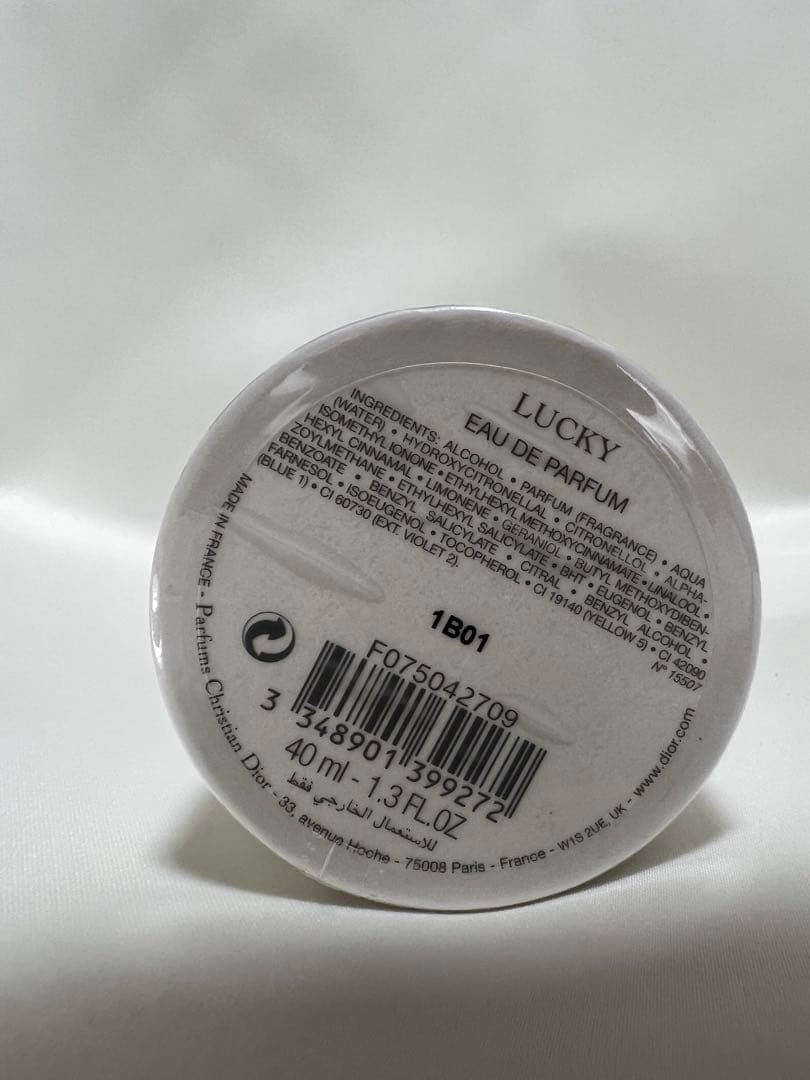 LUCKY
EAU DE PARFUM
INGREDIENTS: ALCOHOL • PARFUM (FRAGRANCE) • AQUA
(WATER) • HYDROXYCITRONELLAL • CITRONELLOL • ALPHA-
ISOMETHYL IONONE • ETHYLHEXYL METHOXYCINNAMATE • LINALOOL •
HEXYL CINNAMAL • LIMONENE • GERANIOL • BUTYL METHOXYDIBEN-
ZOYLMETHANE • ETHYLHEXYL SALICYLATE • BHT • EUGENOL • BENZYL
BENZOATE • BENZYL SALICYLATE • CITRAL • BENZYL ALCOHOL •
FARNESOL • ISOEUGENOL • TOCOPHEROL • CI 19140 (YELLOW 5) • CI 42090
(BLUE 1) • CI 60730 (EXT. VIOLET 2).
N° 15507
1B01
F075042709
3 348901 399272
40 ml - 1.3 FL.OZ
للاستعمال الخارجي فقط
MADE IN FRANCE - Parfums Christian Dior - 33, avenue Hoche - 75008 Paris - France - W1S 2UE, UK - www.dior.com